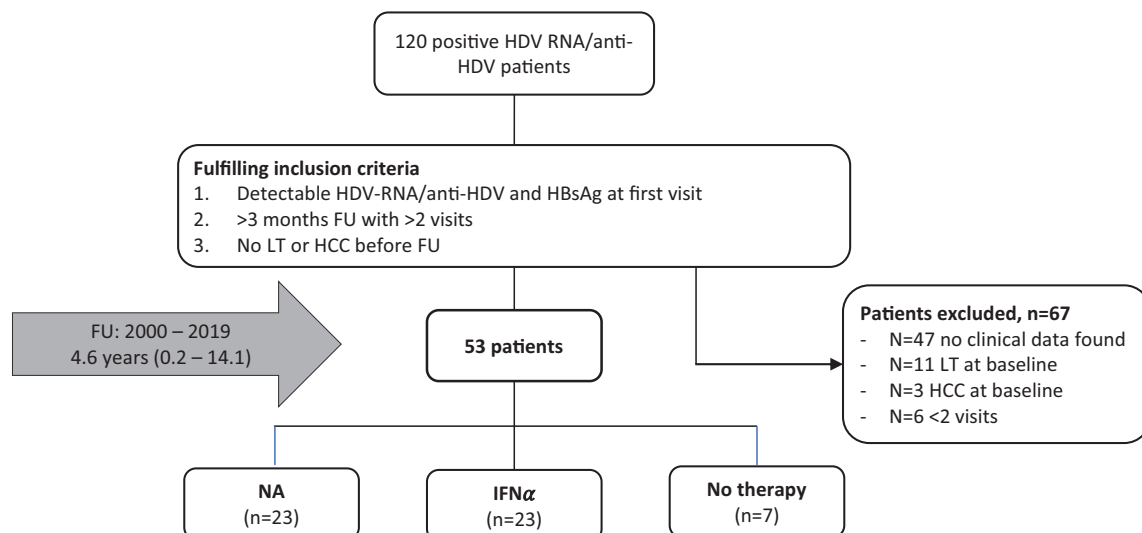 120 positive HDV RNA/anti-
HDV patients
Fulfilling inclusion criteria
1. Detectable HDV-RNA/anti-HDV and HBsAg at first visit
2. >3 months FU with >2 visits
3. No LT or HCC before FU
FU: 2000 – 2019
4.6 years (0.2 – 14.1)
53 patients
Patients excluded, n=67
- N=47 no clinical data found
- N=11 LT at baseline
- N=3 HCC at baseline
- N=6 <2 visits
NA
(n=23)
IFNα
(n=23)
No therapy
(n=7)